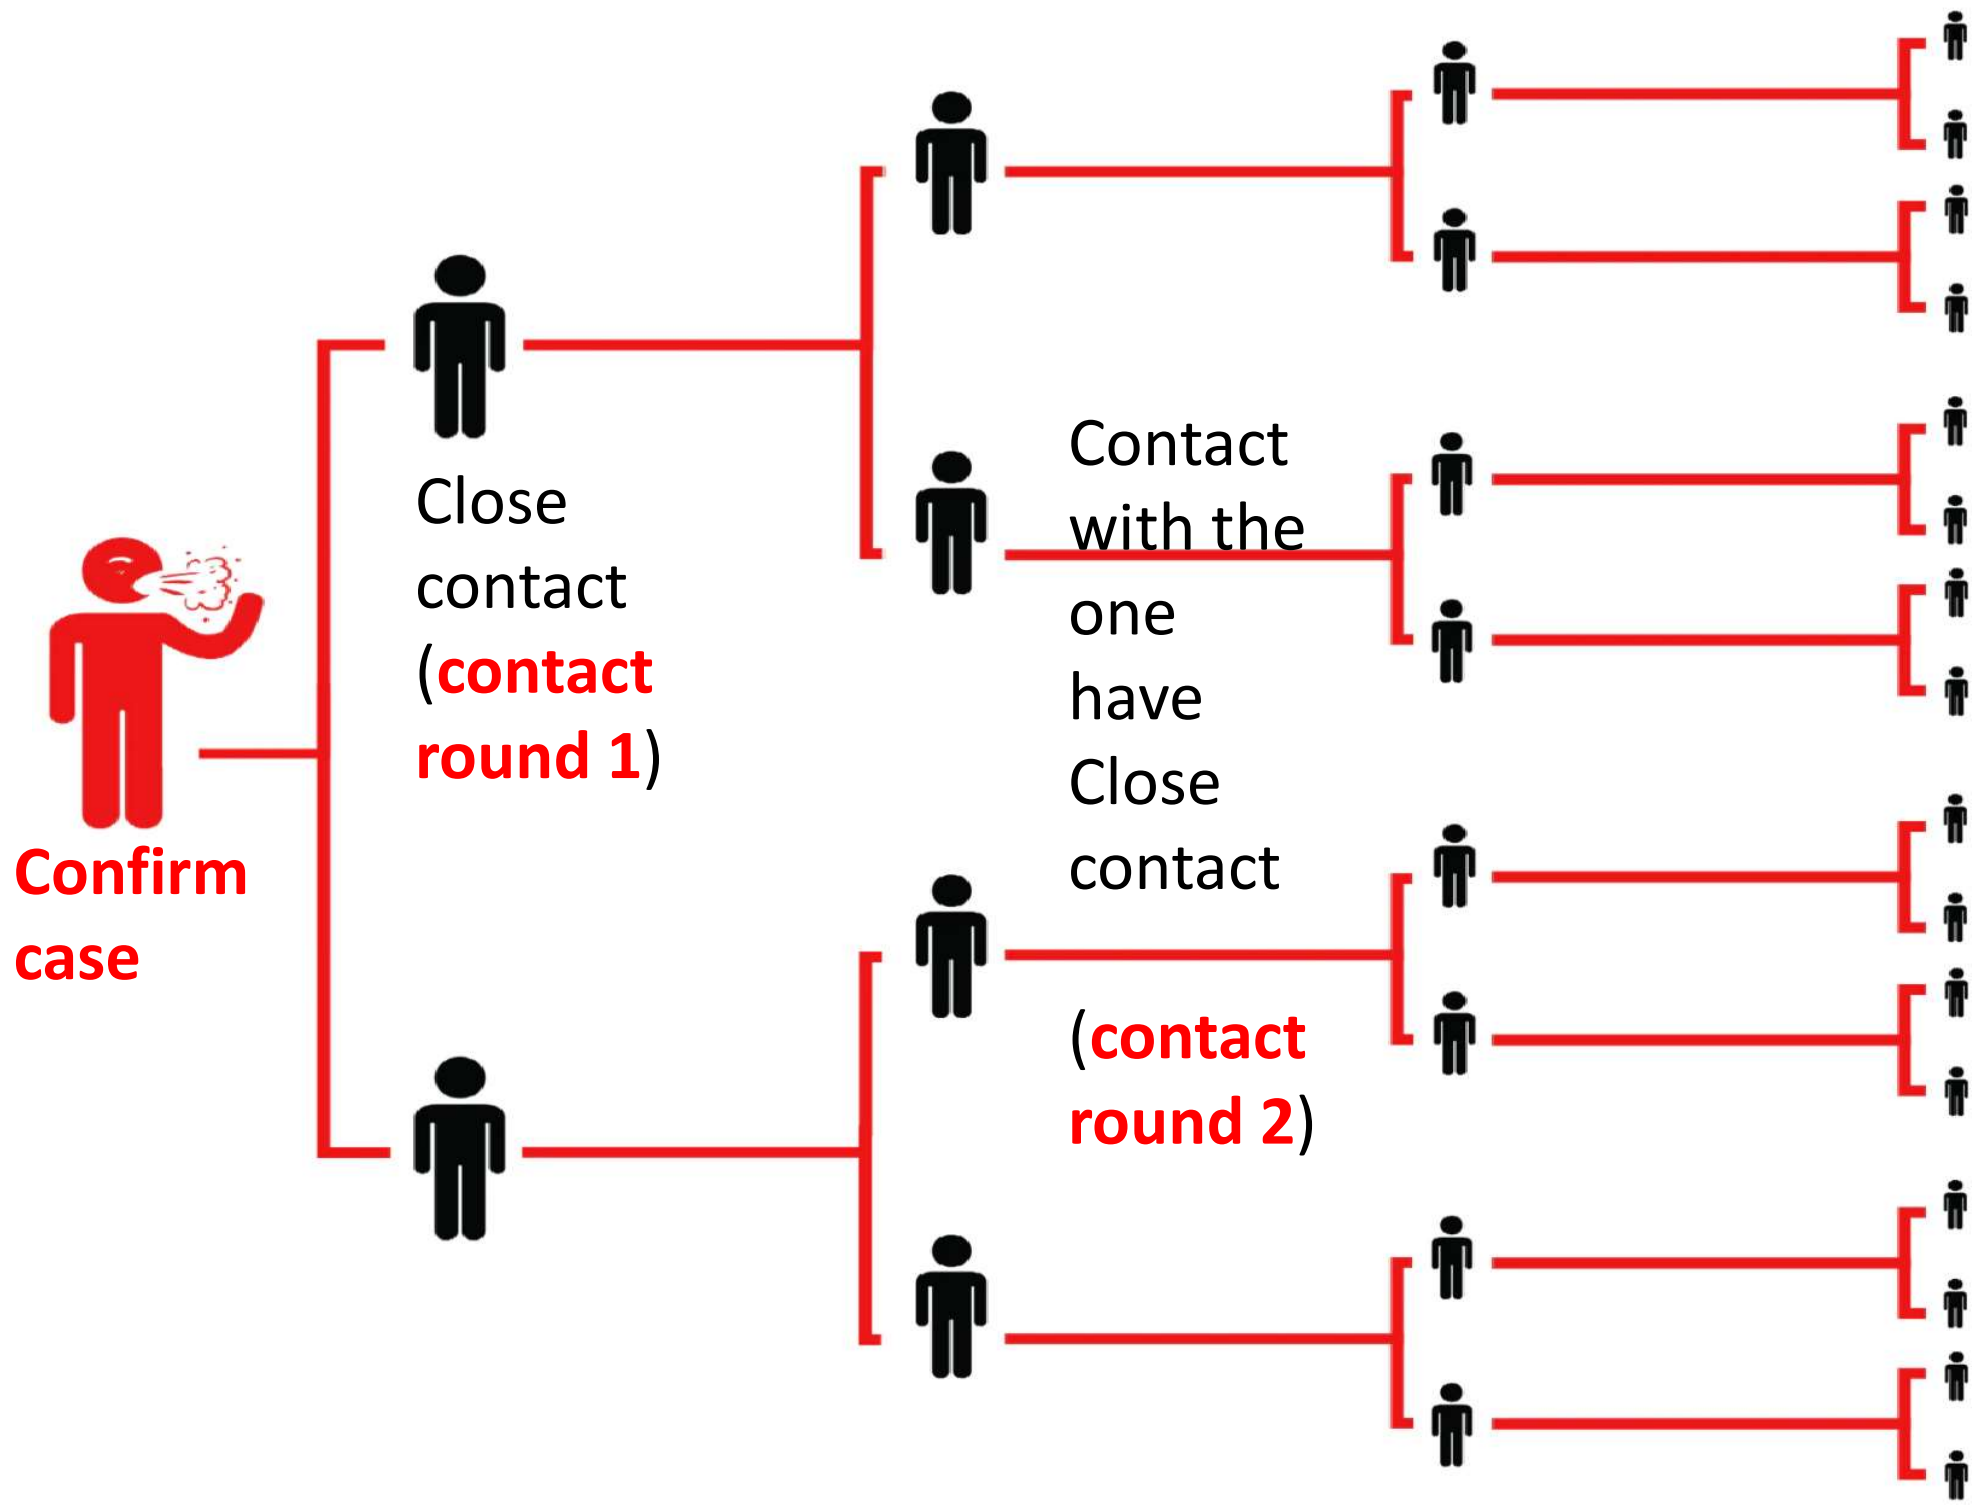 Confirm
case
Close
contact
(contact
round 1)
Contact
with the
one
have
Close
contact
(contact
round 2)